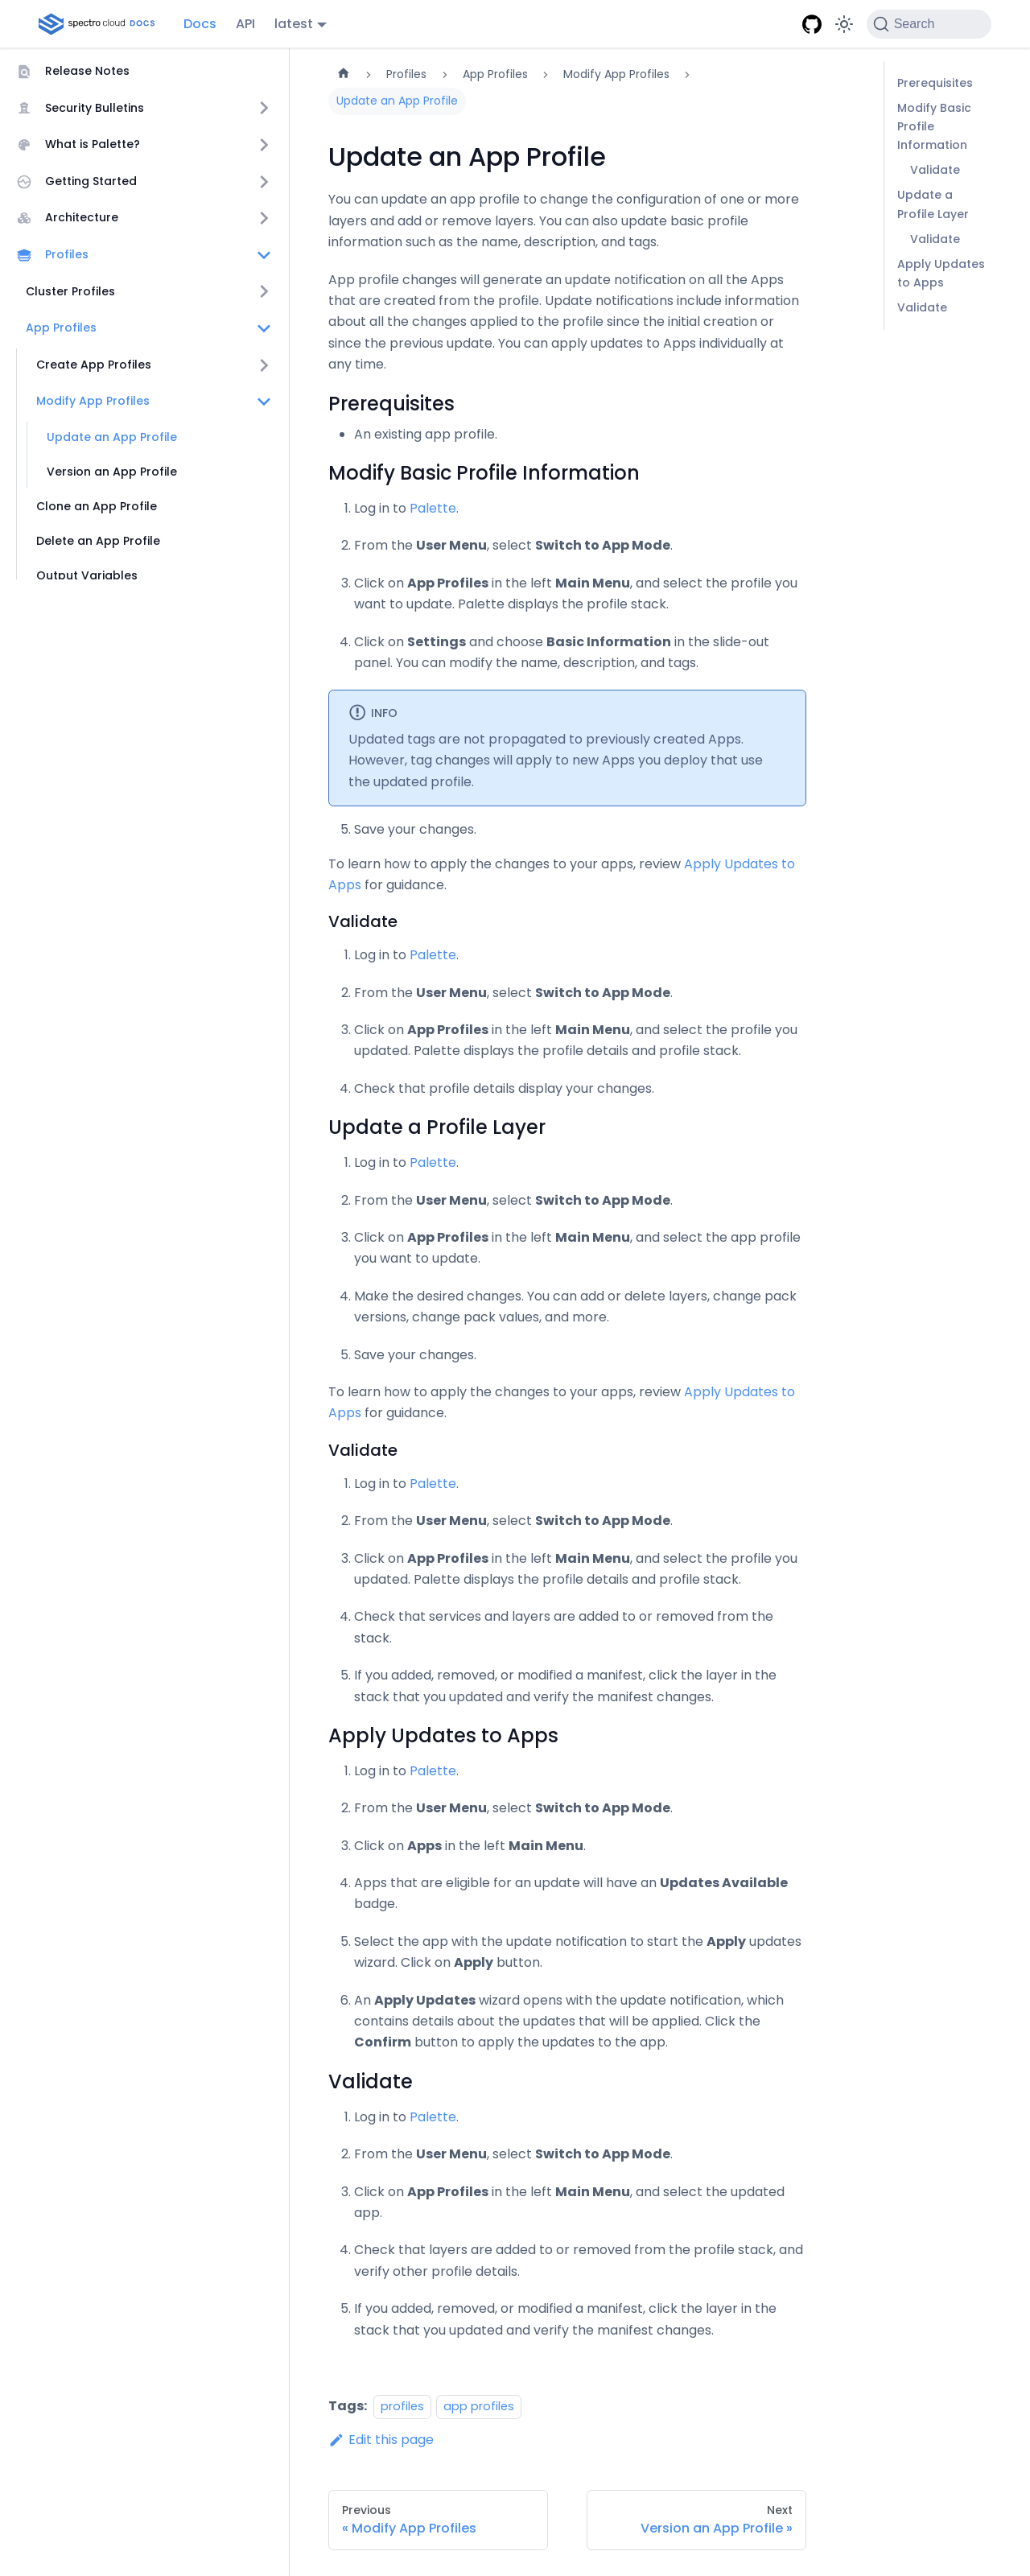 spectro cloud DOCS
Docs
API
latest
Search
Release Notes
Security Bulletins
What is Palette?
Getting Started
Architecture
Profiles
Cluster Profiles
App Profiles
Create App Profiles
Modify App Profiles
Update an App Profile
Version an App Profile
Clone an App Profile
Delete an App Profile
Output Variables
Profiles
App Profiles
Modify App Profiles
Update an App Profile
Update an App Profile
You can update an app profile to change the configuration of one or more
layers and add or remove layers. You can also update basic profile
information such as the name, description, and tags.
App profile changes will generate an update notification on all the Apps
that are created from the profile. Update notifications include information
about all the changes applied to the profile since the initial creation or
since the previous update. You can apply updates to Apps individually at
any time.
Prerequisites
• An existing app profile.
Modify Basic Profile Information
1. Log in to Palette.
2. From the User Menu, select Switch to App Mode.
3. Click on App Profiles in the left Main Menu, and select the profile you
want to update. Palette displays the profile stack.
4. Click on Settings and choose Basic Information in the slide-out
panel. You can modify the name, description, and tags.
INFO
Updated tags are not propagated to previously created Apps.
However, tag changes will apply to new Apps you deploy that use
the updated profile.
5. Save your changes.
To learn how to apply the changes to your apps, review Apply Updates to
Apps for guidance.
Validate
1. Log in to Palette.
2. From the User Menu, select Switch to App Mode.
3. Click on App Profiles in the left Main Menu, and select the profile you
updated. Palette displays the profile details and profile stack.
4. Check that profile details display your changes.
Update a Profile Layer
1. Log in to Palette.
2. From the User Menu, select Switch to App Mode.
3. Click on App Profiles in the left Main Menu, and select the app profile
you want to update.
4. Make the desired changes. You can add or delete layers, change pack
versions, change pack values, and more.
5. Save your changes.
To learn how to apply the changes to your apps, review Apply Updates to
Apps for guidance.
Validate
1. Log in to Palette.
2. From the User Menu, select Switch to App Mode.
3. Click on App Profiles in the left Main Menu, and select the profile you
updated. Palette displays the profile details and profile stack.
4. Check that services and layers are added to or removed from the
stack.
5. If you added, removed, or modified a manifest, click the layer in the
stack that you updated and verify the manifest changes.
Apply Updates to Apps
1. Log in to Palette.
2. From the User Menu, select Switch to App Mode.
3. Click on Apps in the left Main Menu.
4. Apps that are eligible for an update will have an Updates Available
badge.
5. Select the app with the update notification to start the Apply updates
wizard. Click on Apply button.
6. An Apply Updates wizard opens with the update notification, which
contains details about the updates that will be applied. Click the
Confirm button to apply the updates to the app.
Validate
1. Log in to Palette.
2. From the User Menu, select Switch to App Mode.
3. Click on App Profiles in the left Main Menu, and select the updated
app.
4. Check that layers are added to or removed from the profile stack, and
verify other profile details.
5. If you added, removed, or modified a manifest, click the layer in the
stack that you updated and verify the manifest changes.
Tags: profiles app profiles
Edit this page
Previous
« Modify App Profiles
Next
Version an App Profile »
Prerequisites
Modify Basic
Profile
Information
Validate
Update a
Profile Layer
Validate
Apply Updates
to Apps
Validate